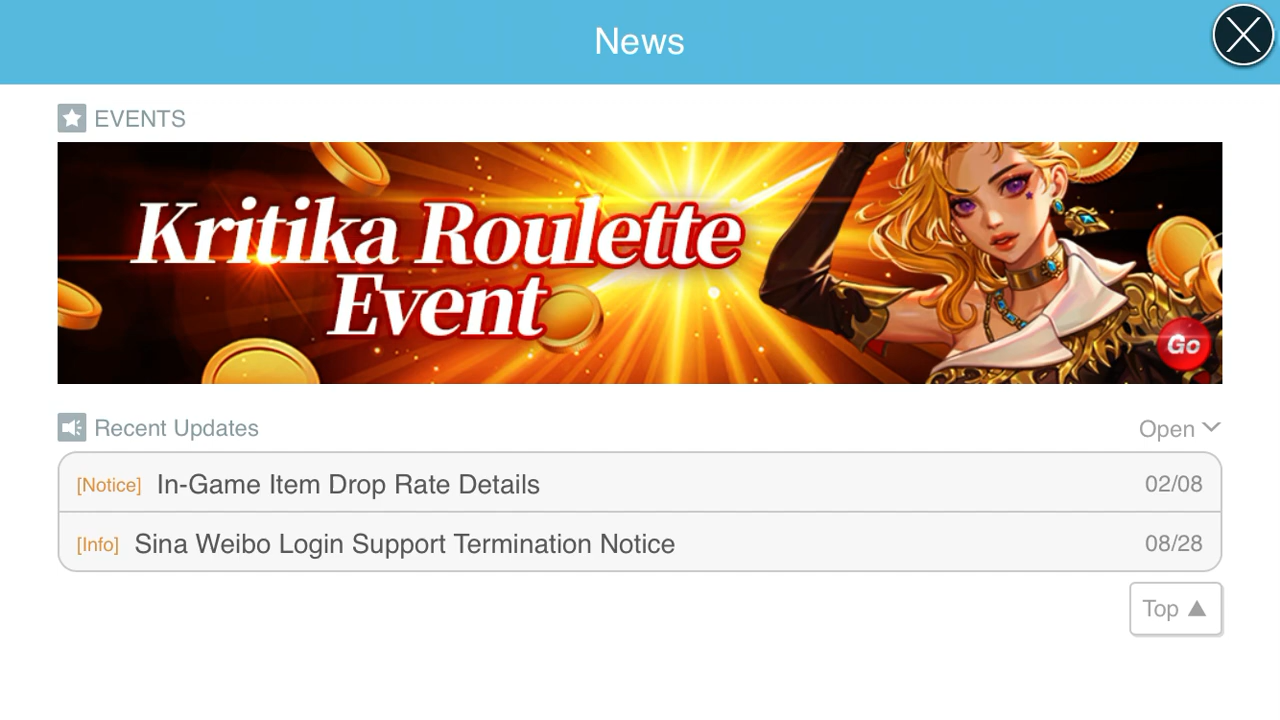 News
EVENTS
Kritika Roulette
Event
Go
Recent Updates
Open
[Notice] In-Game Item Drop Rate Details 02/08
[Info] Sina Weibo Login Support Termination Notice 08/28
Top ▲